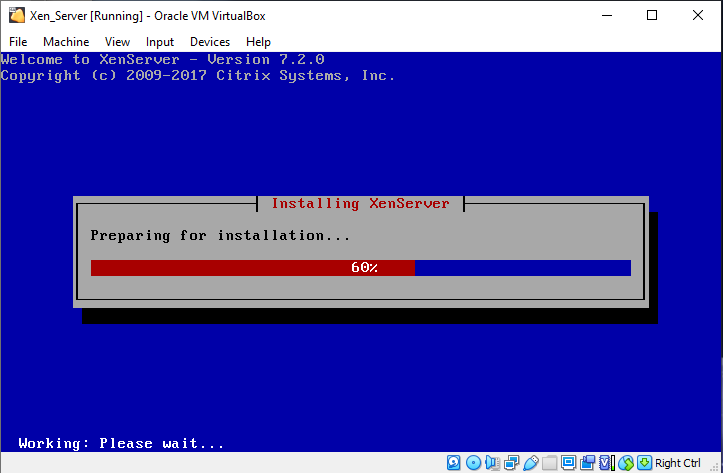 Xen_Server [Running] - Oracle VM VirtualBox
File Machine View Input Devices Help
Welcome to XenServer - Version 7.2.0
Copyright (c) 2009-2017 Citrix Systems, Inc.
Installing XenServer
Preparing for installation...
60%
Working: Please wait...
Right Ctrl